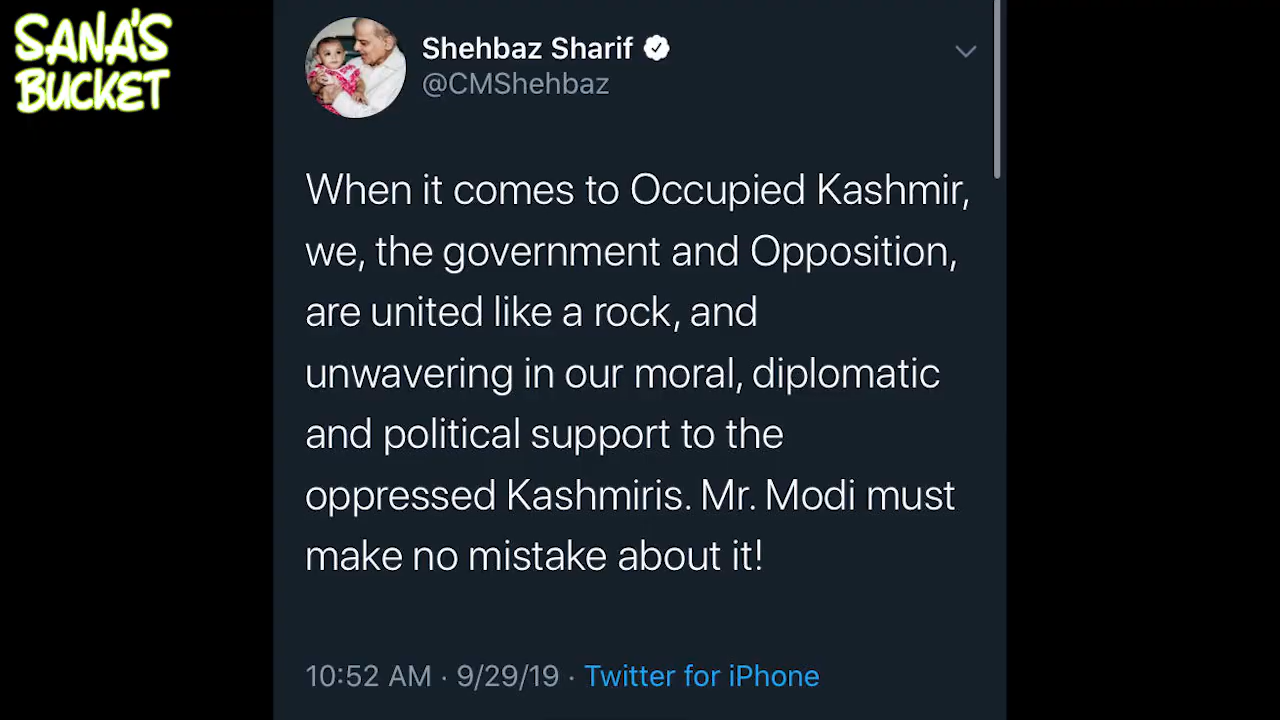 SANA'S
BUCKET
Shehbaz Sharif
@CMShehbaz
When it comes to Occupied Kashmir,
we, the government and Opposition,
are united like a rock, and
unwavering in our moral, diplomatic
and political support to the
oppressed Kashmiris. Mr. Modi must
make no mistake about it!
10:52 AM · 9/29/19 · Twitter for iPhone